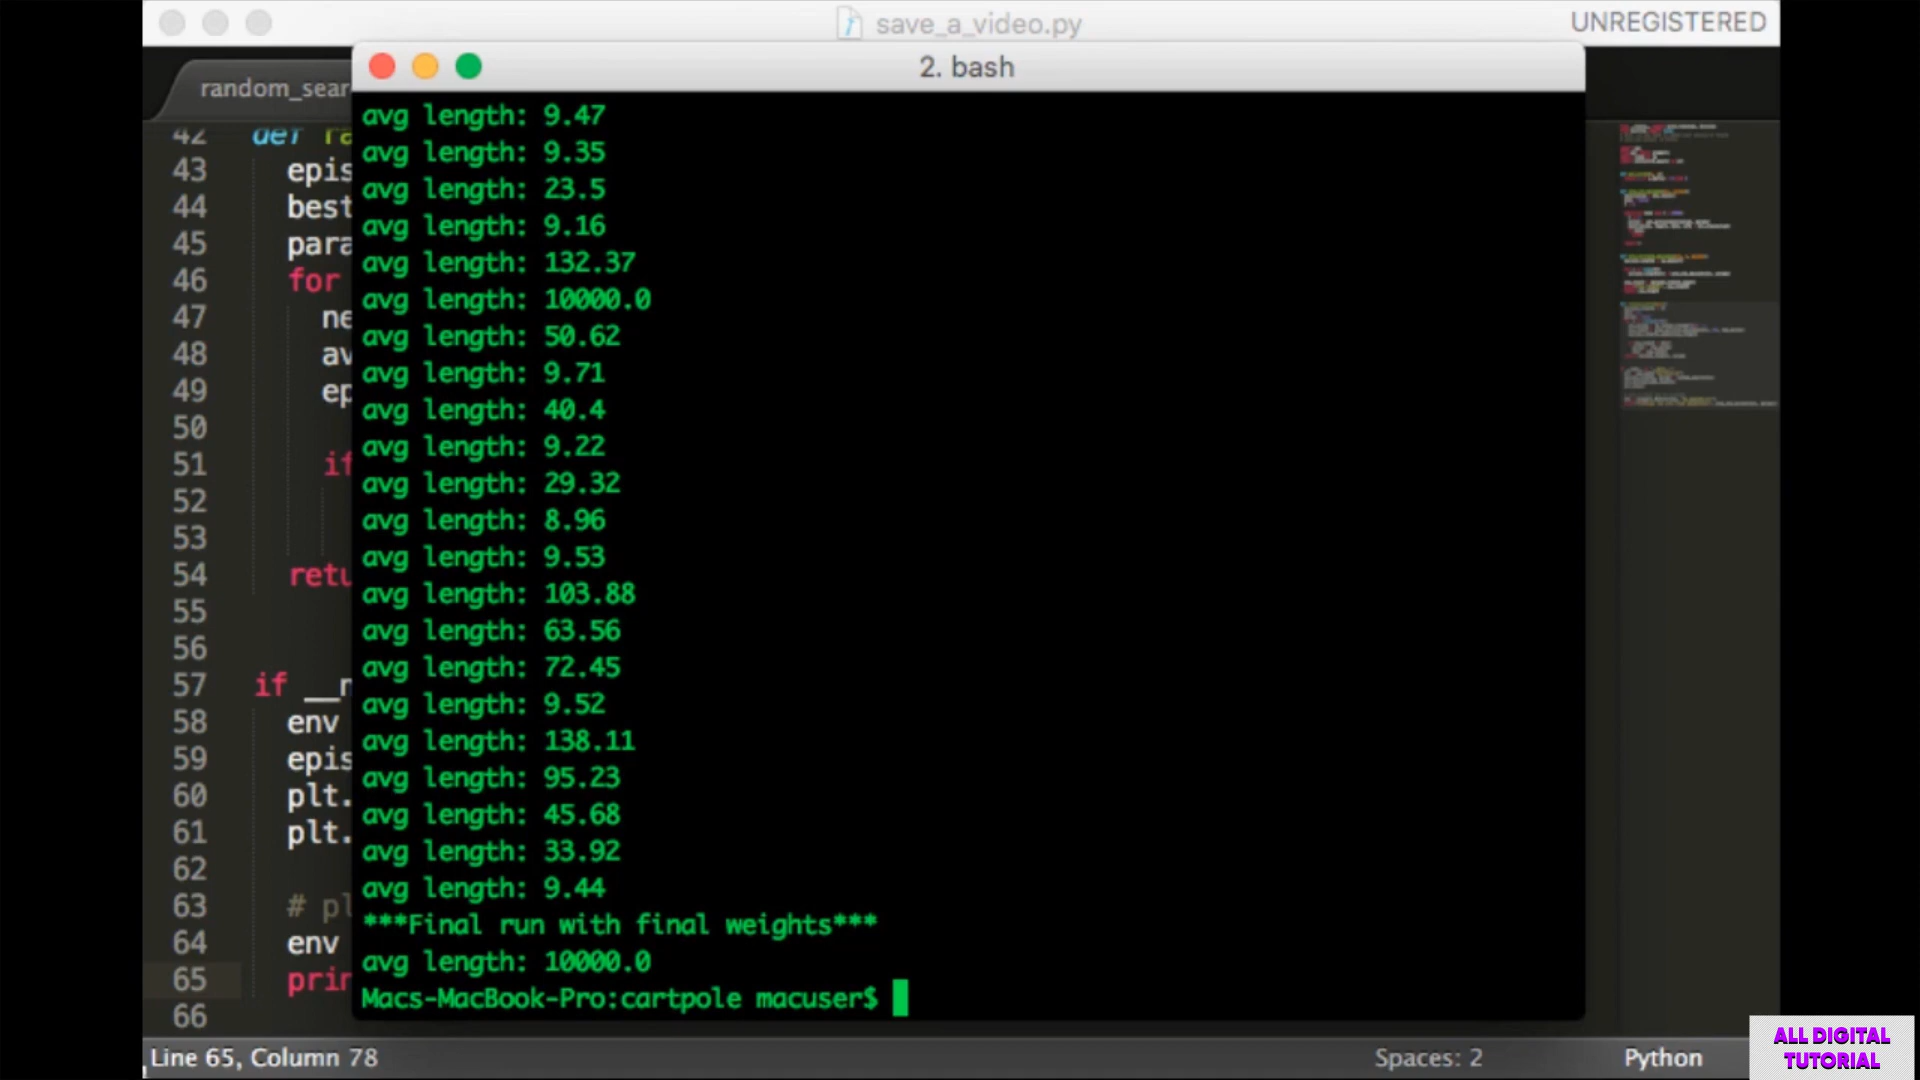 save_a_video.py
UNREGISTERED
2. bash
random_sear
42 def ra
43 epis
44 best
45 para
46 for
47 ne
48 av
49 ep
50
51 if
52
53
54 retu
55
56
57 if __n
58 env
59 epis
60 plt.
61 plt.
62
63 # pl
64 env
65 prin
66
avg length: 9.47
avg length: 9.35
avg length: 23.5
avg length: 9.16
avg length: 132.37
avg length: 10000.0
avg length: 50.62
avg length: 9.71
avg length: 40.4
avg length: 9.22
avg length: 29.32
avg length: 8.96
avg length: 9.53
avg length: 103.88
avg length: 63.56
avg length: 72.45
avg length: 9.52
avg length: 138.11
avg length: 95.23
avg length: 45.68
avg length: 33.92
avg length: 9.44
***Final run with final weights***
avg length: 10000.0
Macs-MacBook-Pro:cartpole macuser$
Line 65, Column 78
Spaces: 2
Python
ALL DIGITAL
TUTORIAL